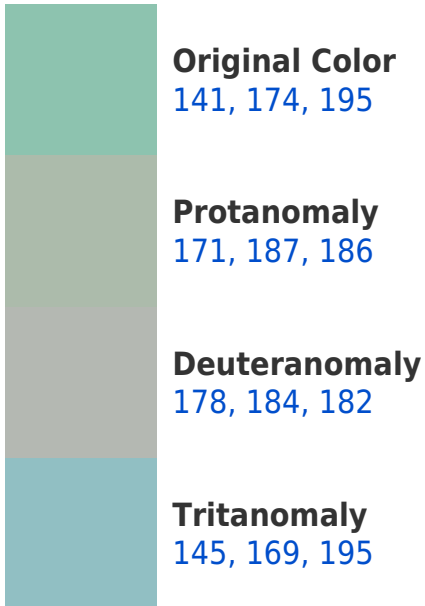 Original Color
141, 174, 195
Protanomaly
171, 187, 186
Deuteranomaly
178, 184, 182
Tritanomaly
145, 169, 195